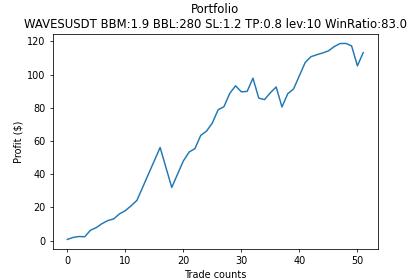 Portfolio
WAVESUSDT BBM:1.9 BBL:280 SL:1.2 TP:0.8 lev:10 WinRatio:83.0
120
100
80
60
40
20
0
Profit ($)
0 10 20 30 40 50
Trade counts